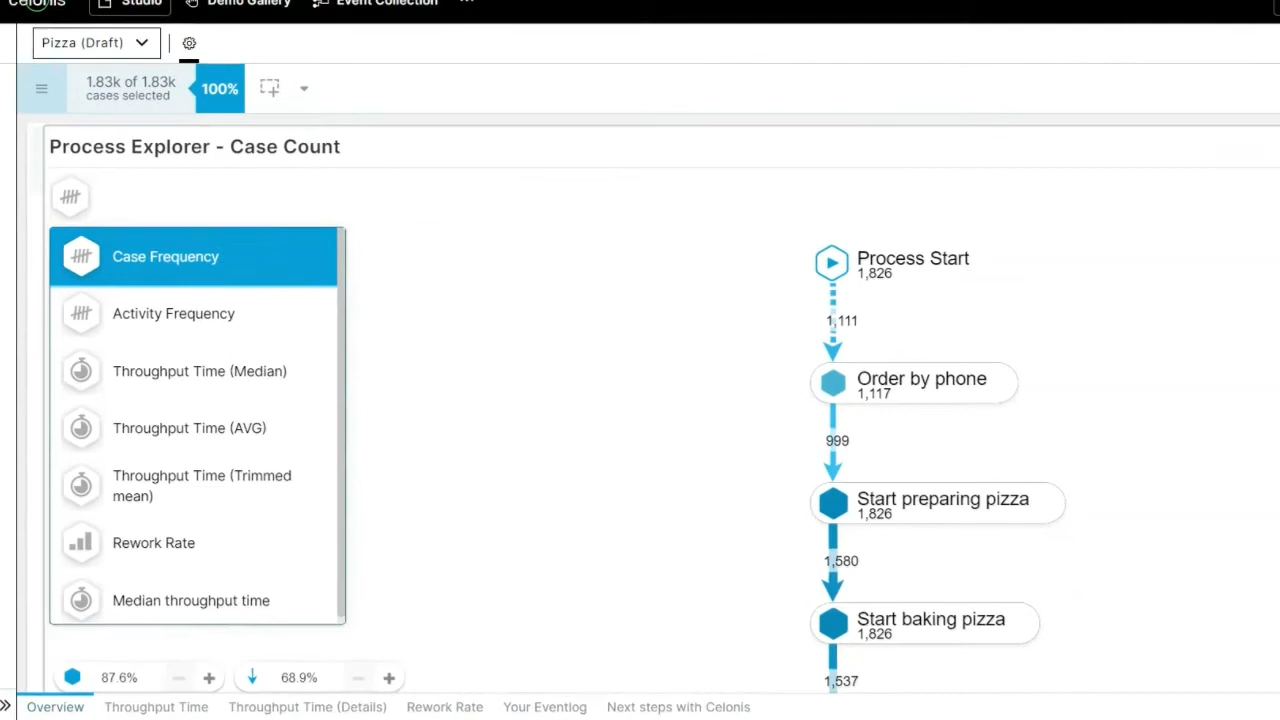 Celonis
Studio
Demo Gallery
Event Collection
Pizza (Draft)
1.83k of 1.83k
cases selected
100%
Process Explorer - Case Count
Case Frequency
Activity Frequency
Throughput Time (Median)
Throughput Time (AVG)
Throughput Time (Trimmed
mean)
Rework Rate
Median throughput time
Process Start
1,826
1,111
Order by phone
1,117
999
Start preparing pizza
1,826
1,580
Start baking pizza
1,826
1,537
87.6%
68.9%
Overview
Throughput Time
Throughput Time (Details)
Rework Rate
Your Eventlog
Next steps with Celonis